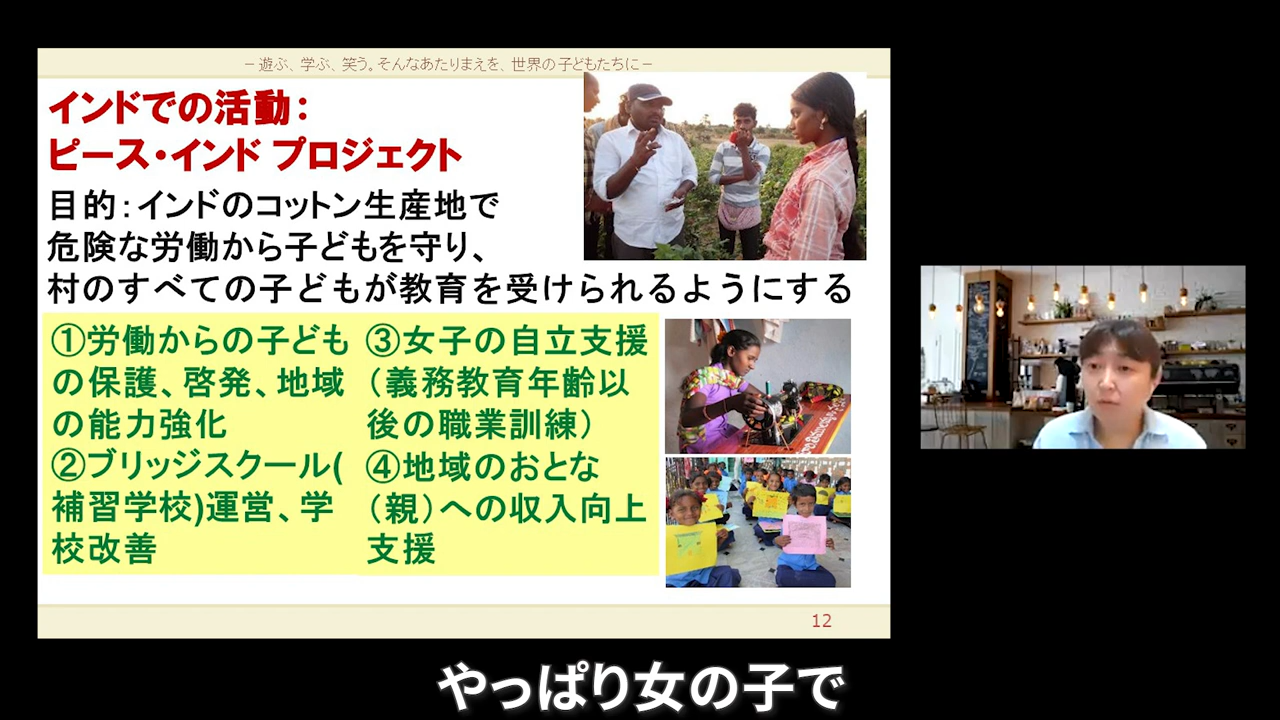 －遊ぶ、学ぶ、笑う。そんなあたりまえを、世界の子どもたちに－
インドでの活動：
ピース・インド プロジェクト
目的：インドのコットン生産地で
危険な労働から子どもを守り、
村のすべての子どもが教育を受けられるようにする
①労働からの子ども
の保護、啓発、地域
の能力強化
②ブリッジスクール(
補習学校)運営、学
校改善
③女子の自立支援
（義務教育年齢以
後の職業訓練）
④地域のおとな
（親）への収入向上
支援
12
やっぱり女の子で